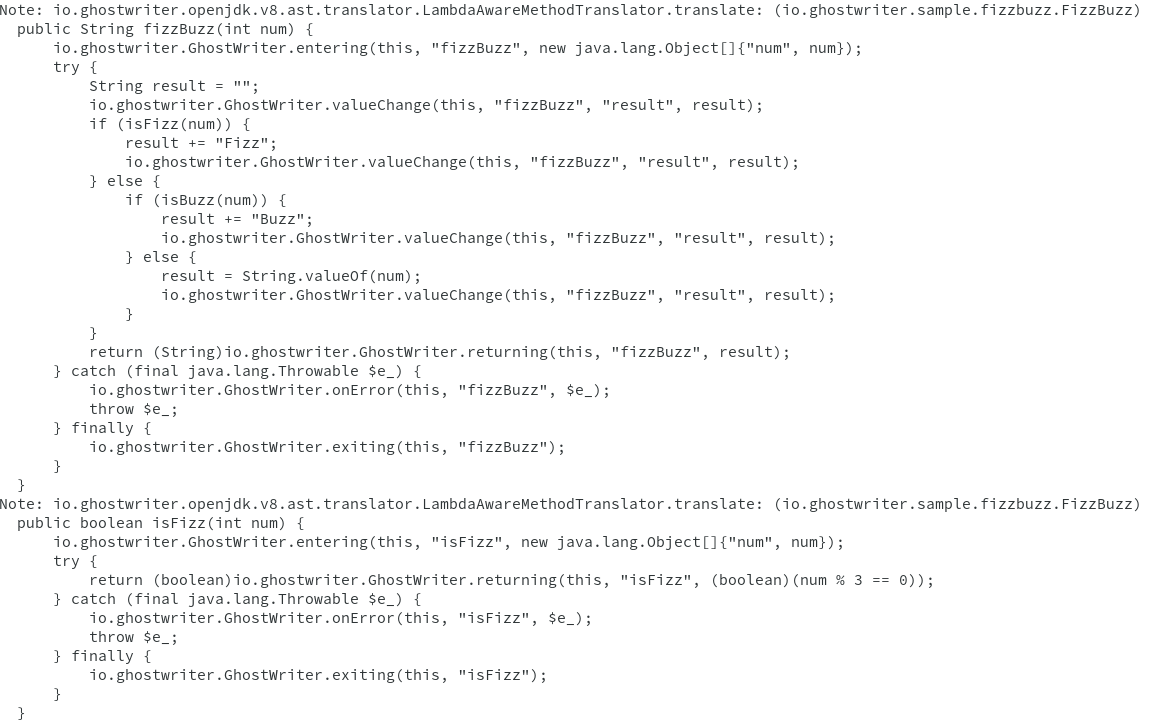 Note: io.ghostwriter.openjdk.v8.ast.translator.LambdaAwareMethodTranslator.translate: (io.ghostwriter.sample.fizzbuzz.FizzBuzz)
  public String fizzBuzz(int num) {
      io.ghostwriter.GhostWriter.entering(this, "fizzBuzz", new java.lang.Object[]{"num", num});
      try {
          String result = "";
          io.ghostwriter.GhostWriter.valueChange(this, "fizzBuzz", "result", result);
          if (isFizz(num)) {
              result += "Fizz";
              io.ghostwriter.GhostWriter.valueChange(this, "fizzBuzz", "result", result);
          } else {
              if (isBuzz(num)) {
                  result += "Buzz";
                  io.ghostwriter.GhostWriter.valueChange(this, "fizzBuzz", "result", result);
              } else {
                  result = String.valueOf(num);
                  io.ghostwriter.GhostWriter.valueChange(this, "fizzBuzz", "result", result);
              }
          }
          return (String)io.ghostwriter.GhostWriter.returning(this, "fizzBuzz", result);
      } catch (final java.lang.Throwable $e_) {
          io.ghostwriter.GhostWriter.onError(this, "fizzBuzz", $e_);
          throw $e_;
      } finally {
          io.ghostwriter.GhostWriter.exiting(this, "fizzBuzz");
      }
  }
Note: io.ghostwriter.openjdk.v8.ast.translator.LambdaAwareMethodTranslator.translate: (io.ghostwriter.sample.fizzbuzz.FizzBuzz)
  public boolean isFizz(int num) {
      io.ghostwriter.GhostWriter.entering(this, "isFizz", new java.lang.Object[]{"num", num});
      try {
          return (boolean)io.ghostwriter.GhostWriter.returning(this, "isFizz", (boolean)(num % 3 == 0));
      } catch (final java.lang.Throwable $e_) {
          io.ghostwriter.GhostWriter.onError(this, "isFizz", $e_);
          throw $e_;
      } finally {
          io.ghostwriter.GhostWriter.exiting(this, "isFizz");
      }
  }